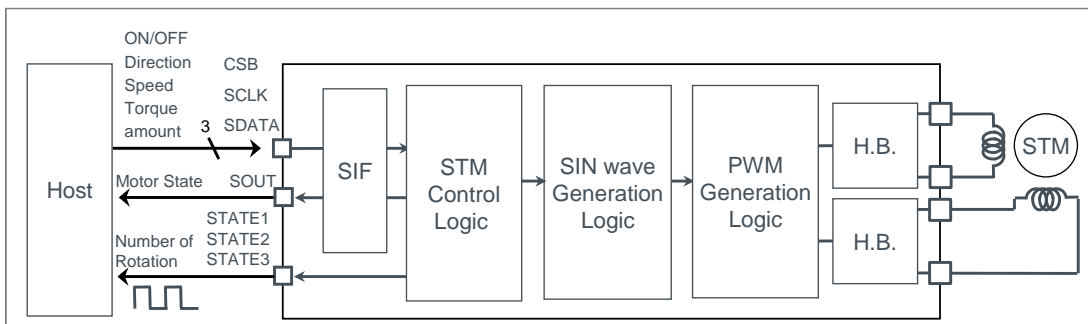 ON/OFF
Direction
Speed
Torque
amount
CSB
SCLK
SDATA
3
Host
Motor State
SOUT
STATE1
STATE2
STATE3
Number of
Rotation
SIF
STM
Control
Logic
SIN wave
Generation
Logic
PWM
Generation
Logic
H.B.
H.B.
STM